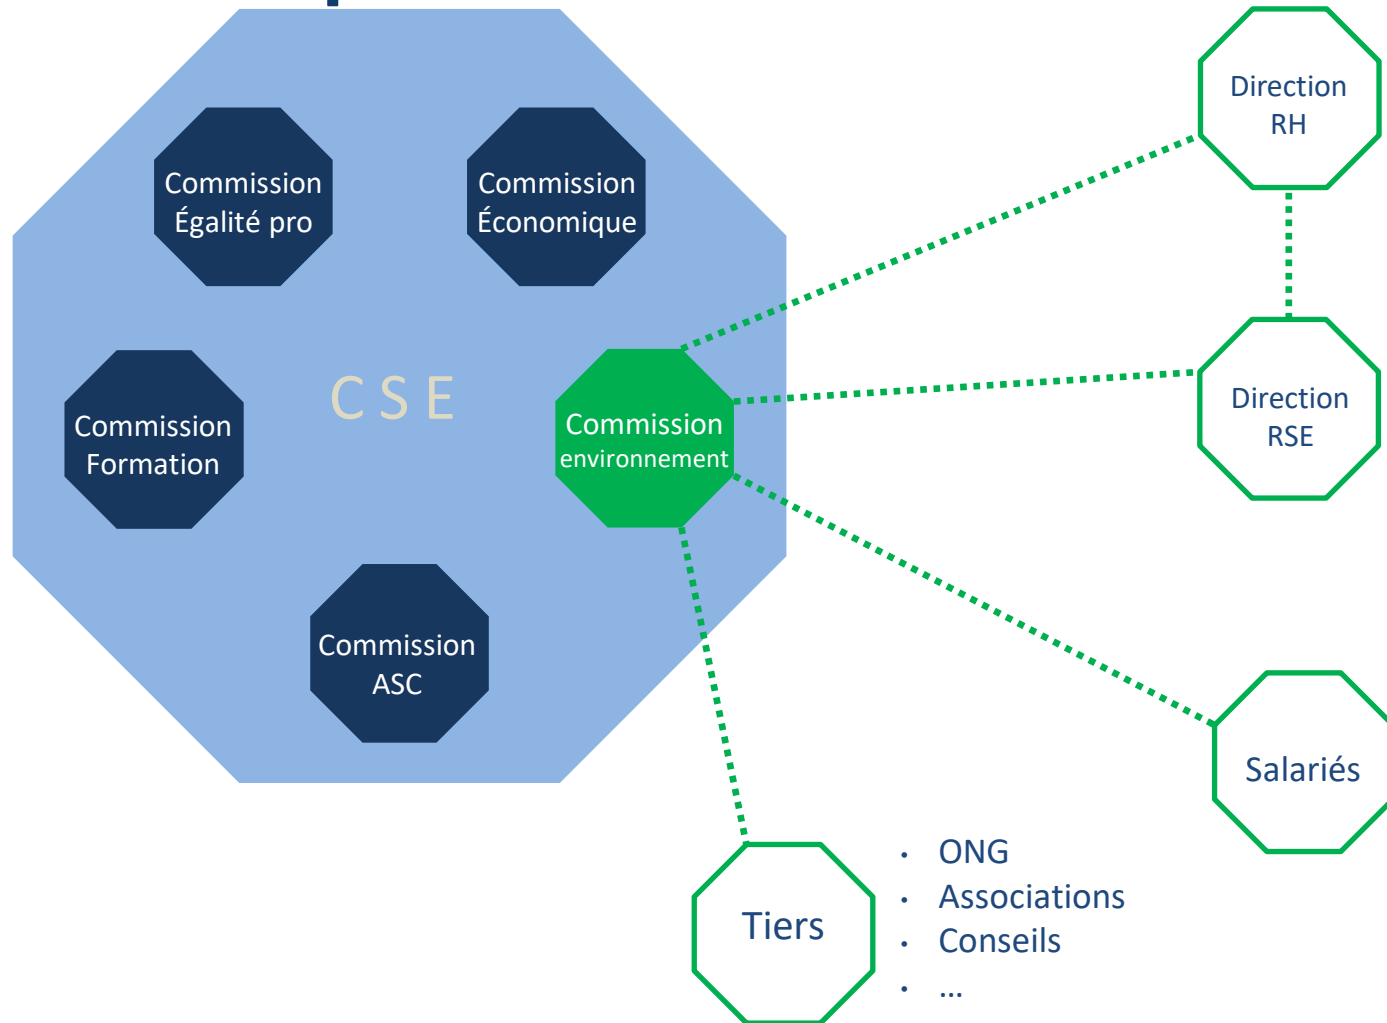 Commission
Égalité pro
Commission
Économique
Direction
RH
CSE
Commission
Formation
Commission
environnement
Direction
RSE
Commission
ASC
Salariés
Tiers
• ONG
• Associations
• Conseils
• ...